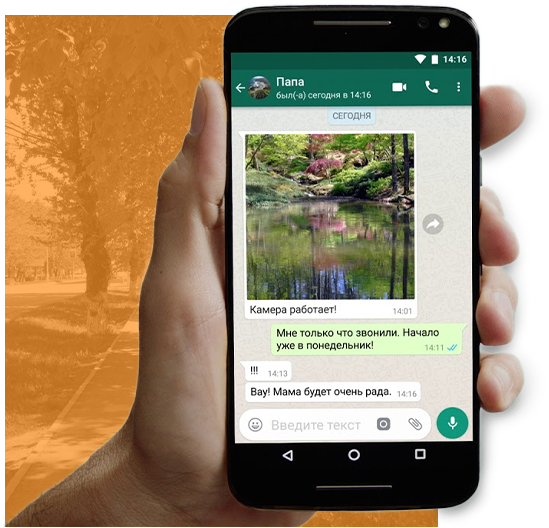 14:16
Папа
был(-а) сегодня в 14:16
СЕГОДНЯ
Камера работает!
14:01
Мне только что звонили. Начало
уже в понедельник!
14:11
!!! 14:13
Вау! Мама будет очень рада. 14:16
Введите текст